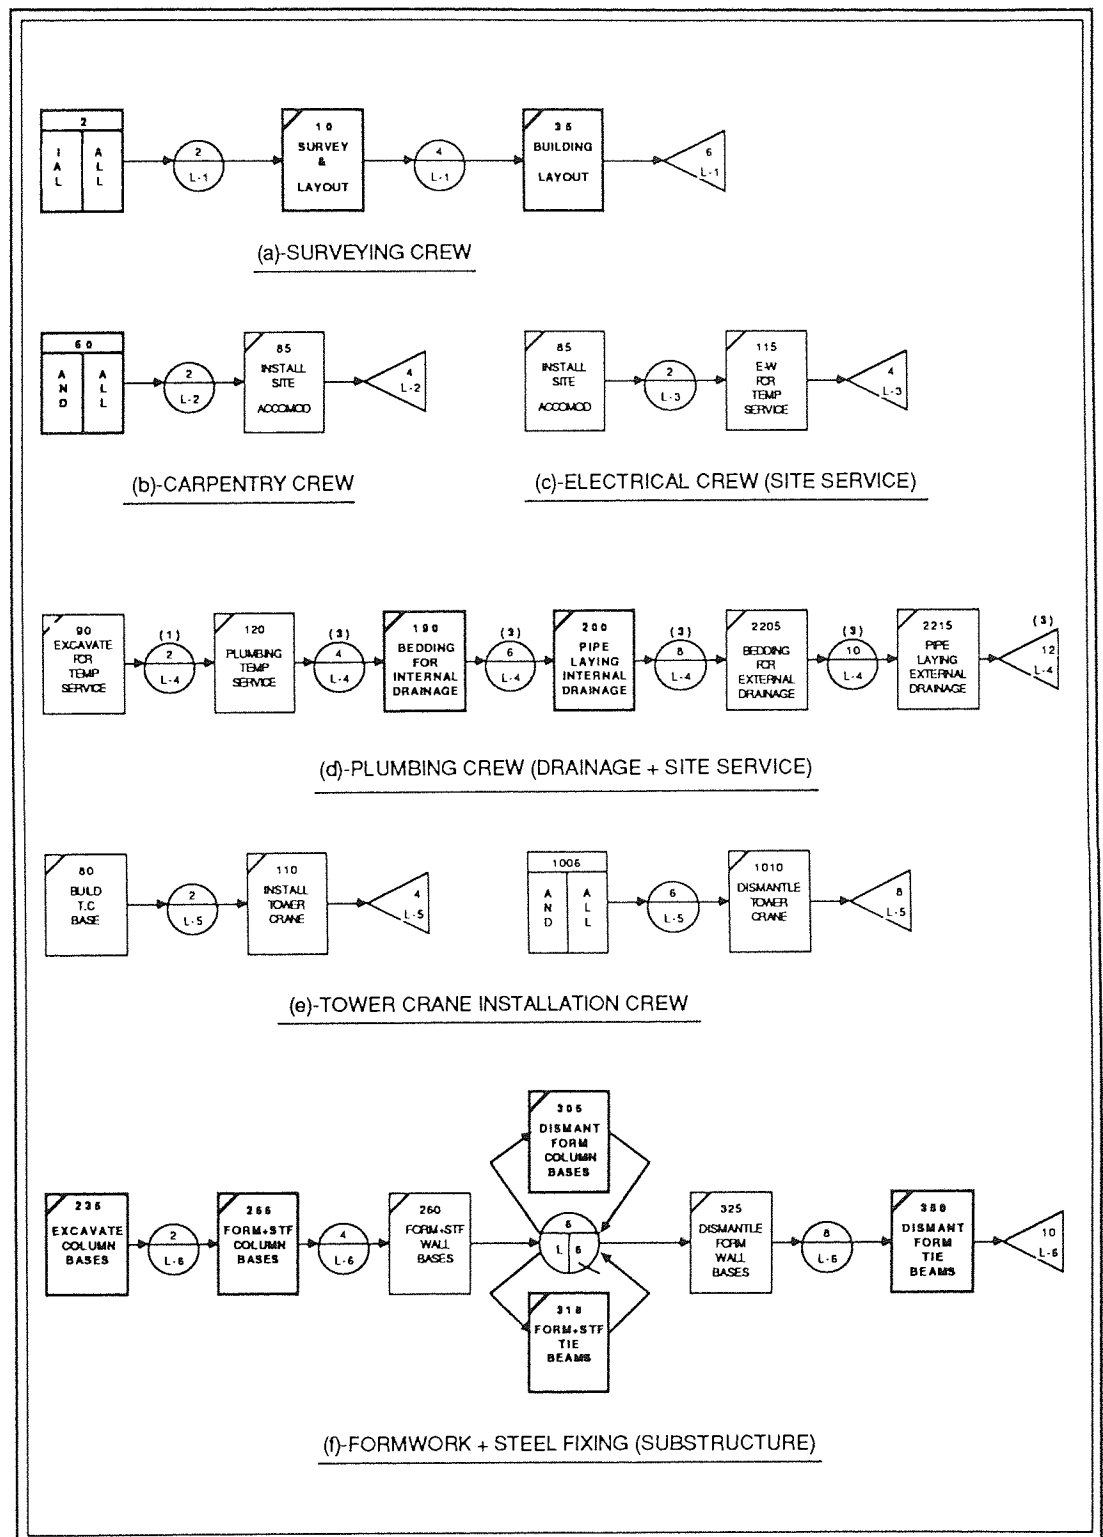 2
I
A
L
A
L
L
2
L-1
10
SURVEY
&
LAYOUT
4
L-1
35
BUILDING
LAYOUT
6
L-1
(a)-SURVEYING CREW
60
A
N
D
A
L
L
2
L-2
85
INSTALL
SITE
ACCOMOD
4
L-2
(b)-CARPENTRY CREW
85
INSTALL
SITE
ACCOMOD
2
L-3
115
E-W
FOR
TEMP
SERVICE
4
L-3
(c)-ELECTRICAL CREW (SITE SERVICE)
90
EXCAVATE
FOR
TEMP
SERVICE
(1)
2
L-4
120
PLUMBING
TEMP
SERVICE
(3)
4
L-4
190
BEDDING
FOR
INTERNAL
DRAINAGE
(3)
6
L-4
200
PIPE
LAYING
INTERNAL
DRAINAGE
(3)
8
L-4
2205
BEDDING
FOR
EXTERNAL
DRAINAGE
(3)
10
L-4
2215
PIPE
LAYING
EXTERNAL
DRAINAGE
(3)
12
L-4
(d)-PLUMBING CREW (DRAINAGE + SITE SERVICE)
80
BUILD
T.C
BASE
2
L-5
110
INSTALL
TOWER
CRANE
4
L-5
1006
A
N
D
A
L
L
6
L-5
1010
DISMANTLE
TOWER
CRANE
8
L-5
(e)-TOWER CRANE INSTALLATION CREW
235
EXCAVATE
COLUMN
BASES
2
L-6
FORM+STF
COLUMN
BASES
4
L-6
260
FORM+STF
WALL
BASES
305
DISMANT
FORM
COLUMN
BASES
6
L 6
FORM+STF
TIE
BEAMS
325
DISMANTLE
FORM
WALL
BASES
8
L-6
DISMANT
FORM
TIE
BEAMS
10
L-6
(f)-FORMWORK + STEEL FIXING (SUBSTRUCTURE)